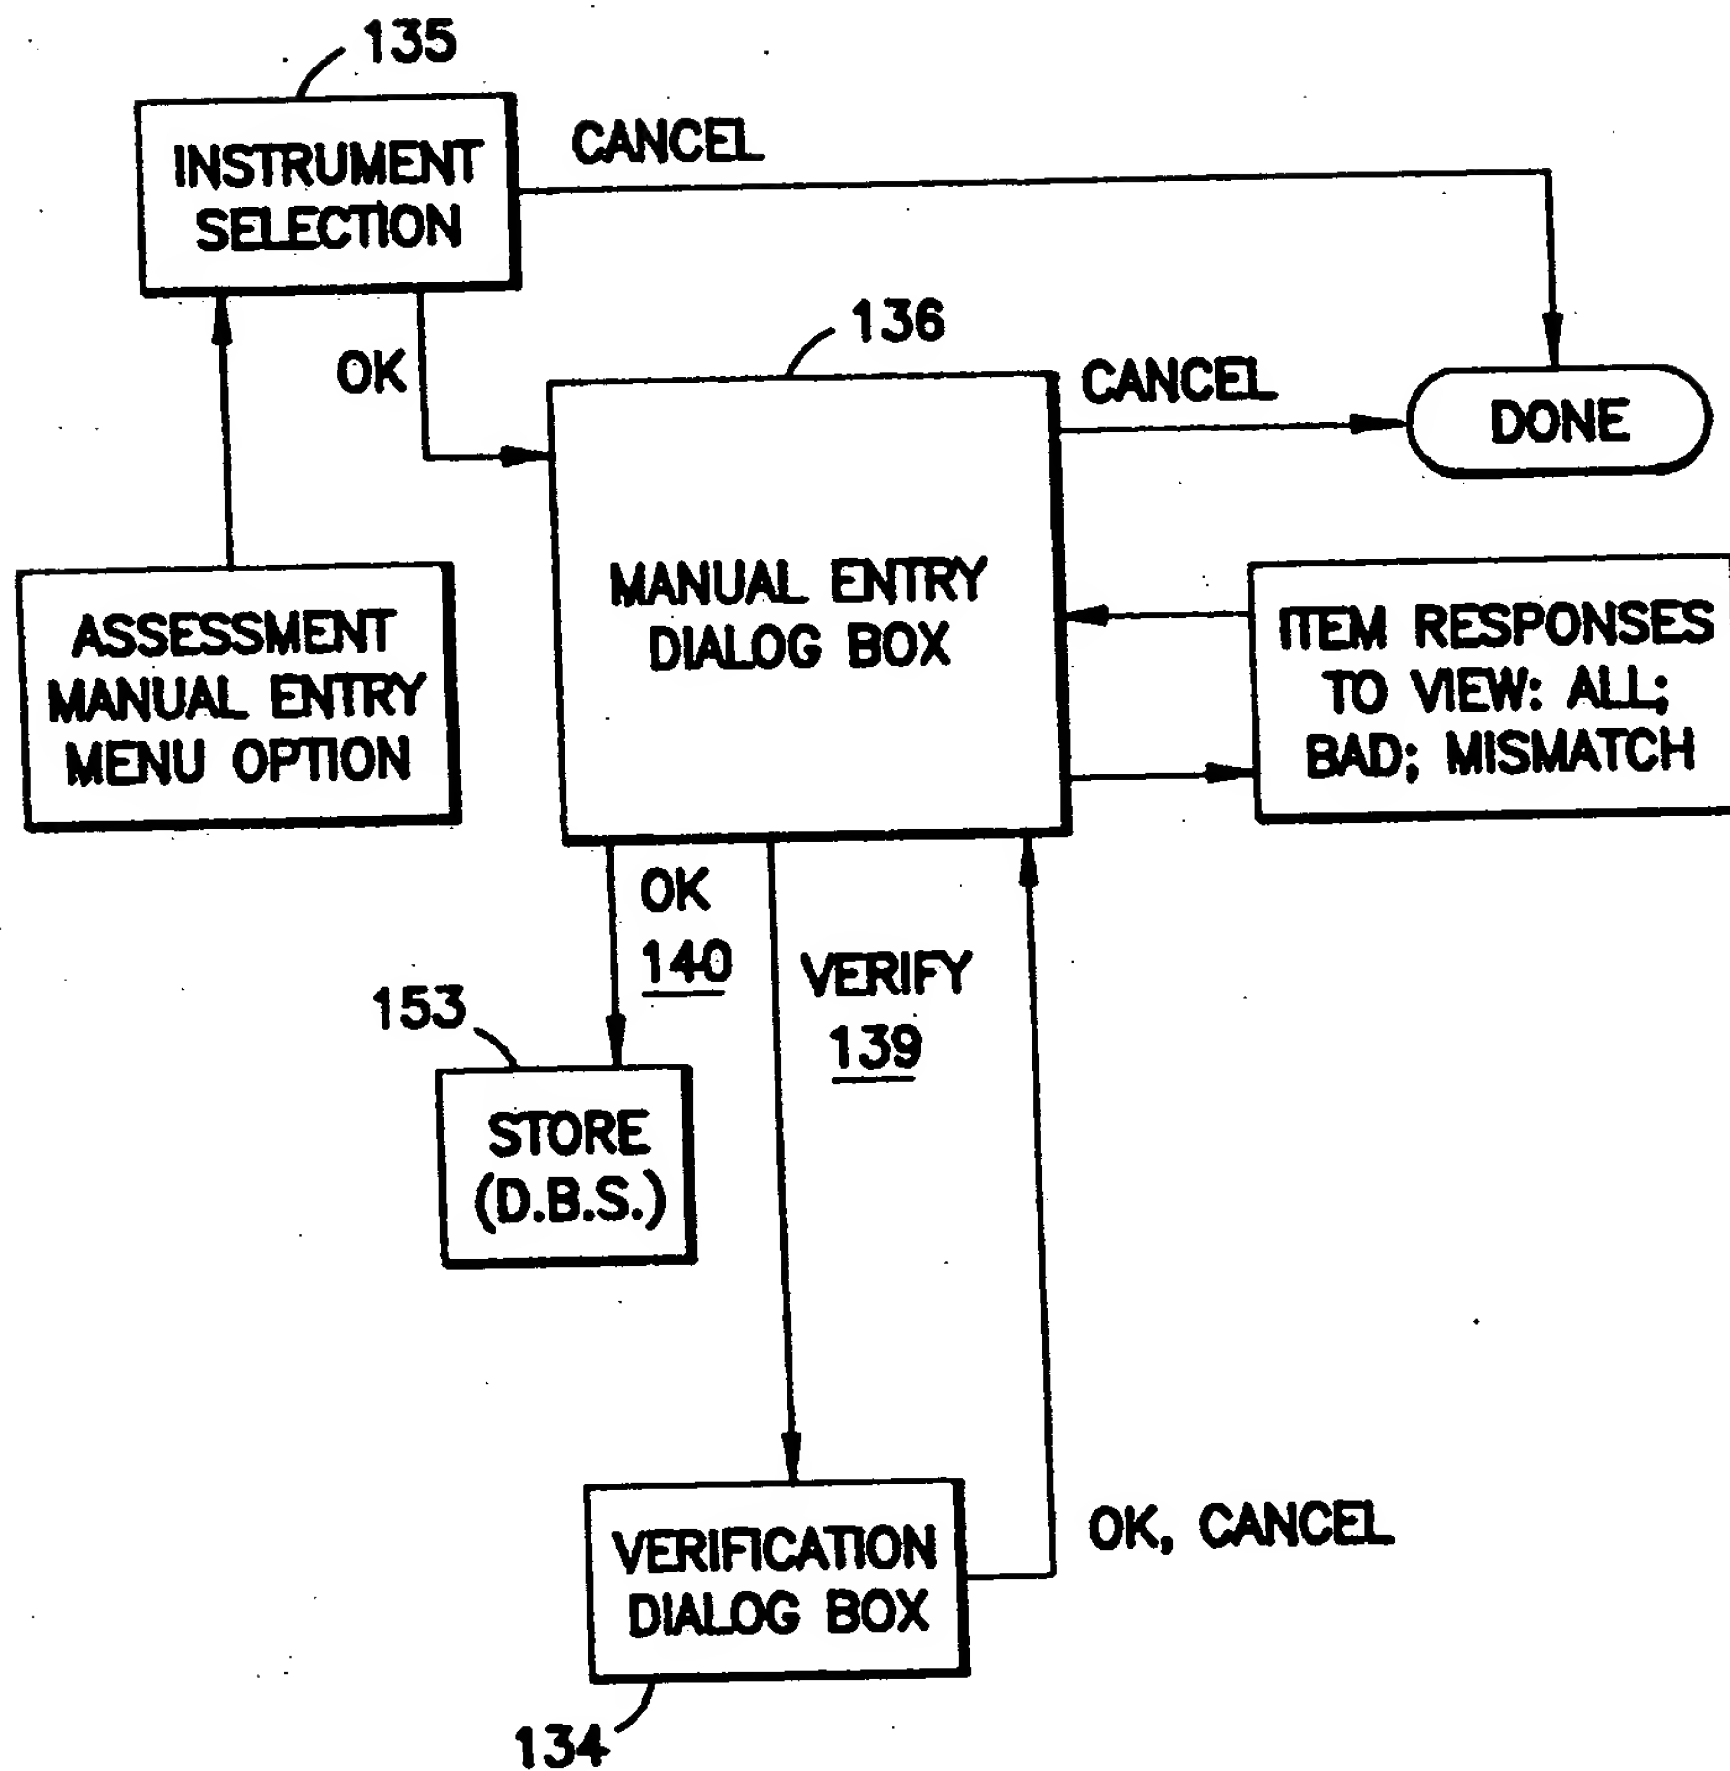 135
INSTRUMENT
SELECTION
CANCEL
OK
136
CANCEL
DONE
ASSESSMENT
MANUAL ENTRY
MENU OPTION
MANUAL ENTRY
DIALOG BOX
ITEM RESPONSES
TO VIEW: ALL;
BAD; MISMATCH
OK
140
VERIFY
139
153
STORE
(D.B.S.)
VERIFICATION
DIALOG BOX
OK, CANCEL
134